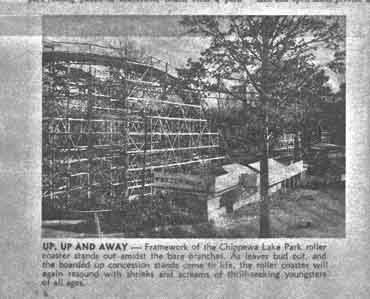 UP, UP AND AWAY — Framework of the Chippewa Lake Park roller
coaster stands out amidst the bare branches. As leaves bud out, and
the boarded up concession stands come to life, the roller coaster will
again resound with shrieks and screams of thrill-seeking youngsters
of all ages.